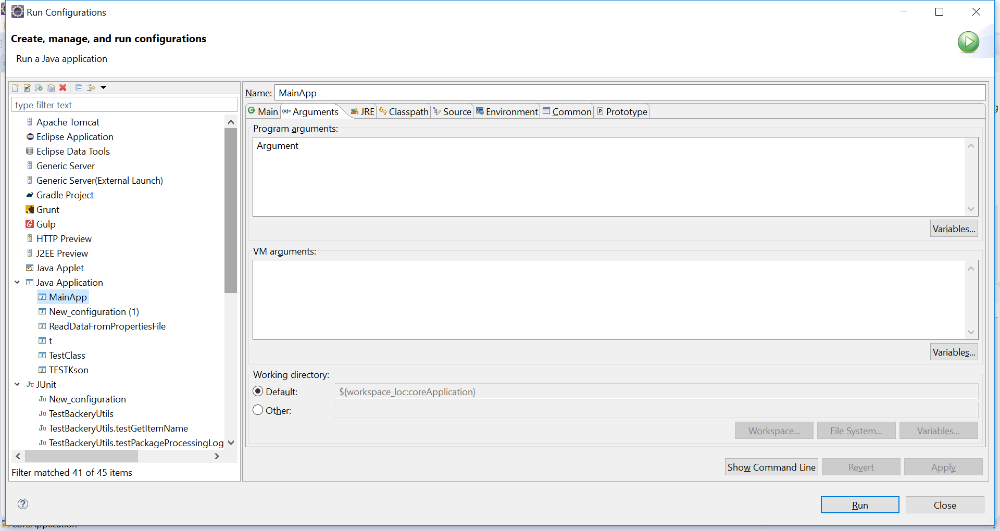 Run Configurations
Create, manage, and run configurations
Run a Java application
type filter text
Apache Tomcat
Eclipse Application
Eclipse Data Tools
Generic Server
Generic Server(External Launch)
Gradle Project
Grunt
Gulp
HTTP Preview
J2EE Preview
Java Applet
Java Application
MainApp
New_configuration (1)
ReadDataFromPropertiesFile
t
TestClass
TESTKson
JUnit
New_configuration
TestBackeryUtils
TestBackeryUtils.testGetItemName
TestBackeryUtils.testPackageProcessingLog
Filter matched 41 of 45 items
Name: MainApp
Main (x)= Arguments JRE Classpath Source Environment Common Prototype
Program arguments:
Argument
Variables...
VM arguments:
Variables...
Working directory:
Default: ${workspace_loc:coreApplication}
Other:
Workspace... File System... Variables...
Show Command Line Revert Apply
Run Close
coreApplication